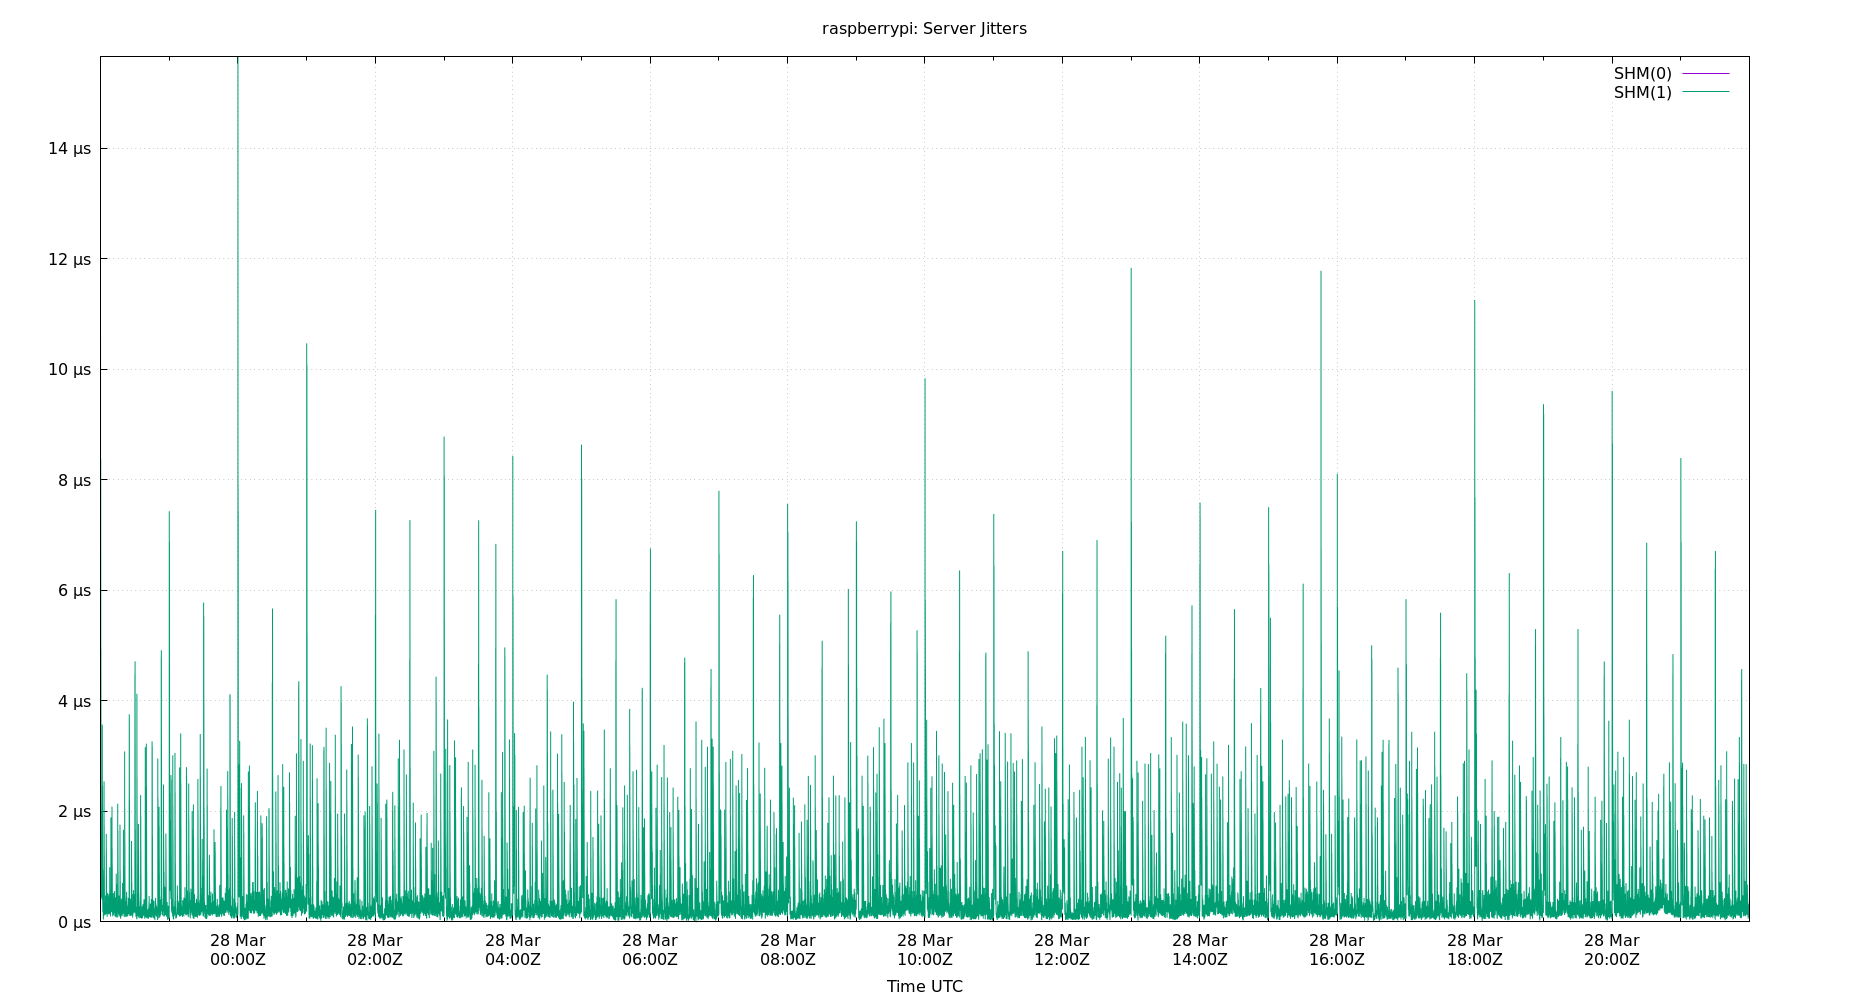 raspberrypi: Server Jitters
SHM(0)
SHM(1)
14 µs
12 µs
10 µs
8 µs
6 µs
4 µs
2 µs
0 µs
28 Mar 28 Mar 28 Mar 28 Mar 28 Mar 28 Mar 28 Mar 28 Mar 28 Mar 28 Mar 28 Mar
00:00Z 02:00Z 04:00Z 06:00Z 08:00Z 10:00Z 12:00Z 14:00Z 16:00Z 18:00Z 20:00Z
Time UTC